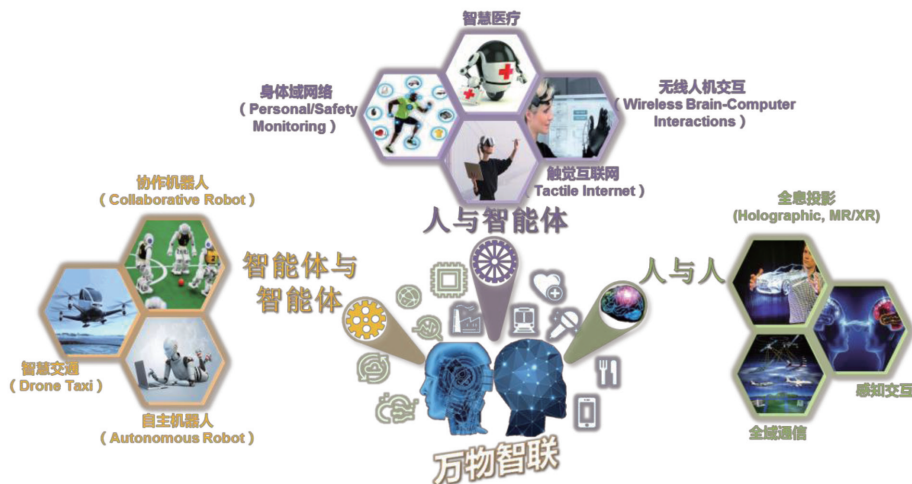 智慧医疗
身体域网络
( Personal/Safety
Monitoring )
无线人机交互
( Wireless Brain-Computer
Interactions )
触觉互联网
Tactile Internet )
人与智能体
协作机器人
( Collaborative Robot )
智慧交通
( Drone Taxi )
自主机器人
( Autonomous Robot )
智能体与
智能体
全息投影
(Holographic, MR/XR)
人与人
感知交互
全域通信
万物智联